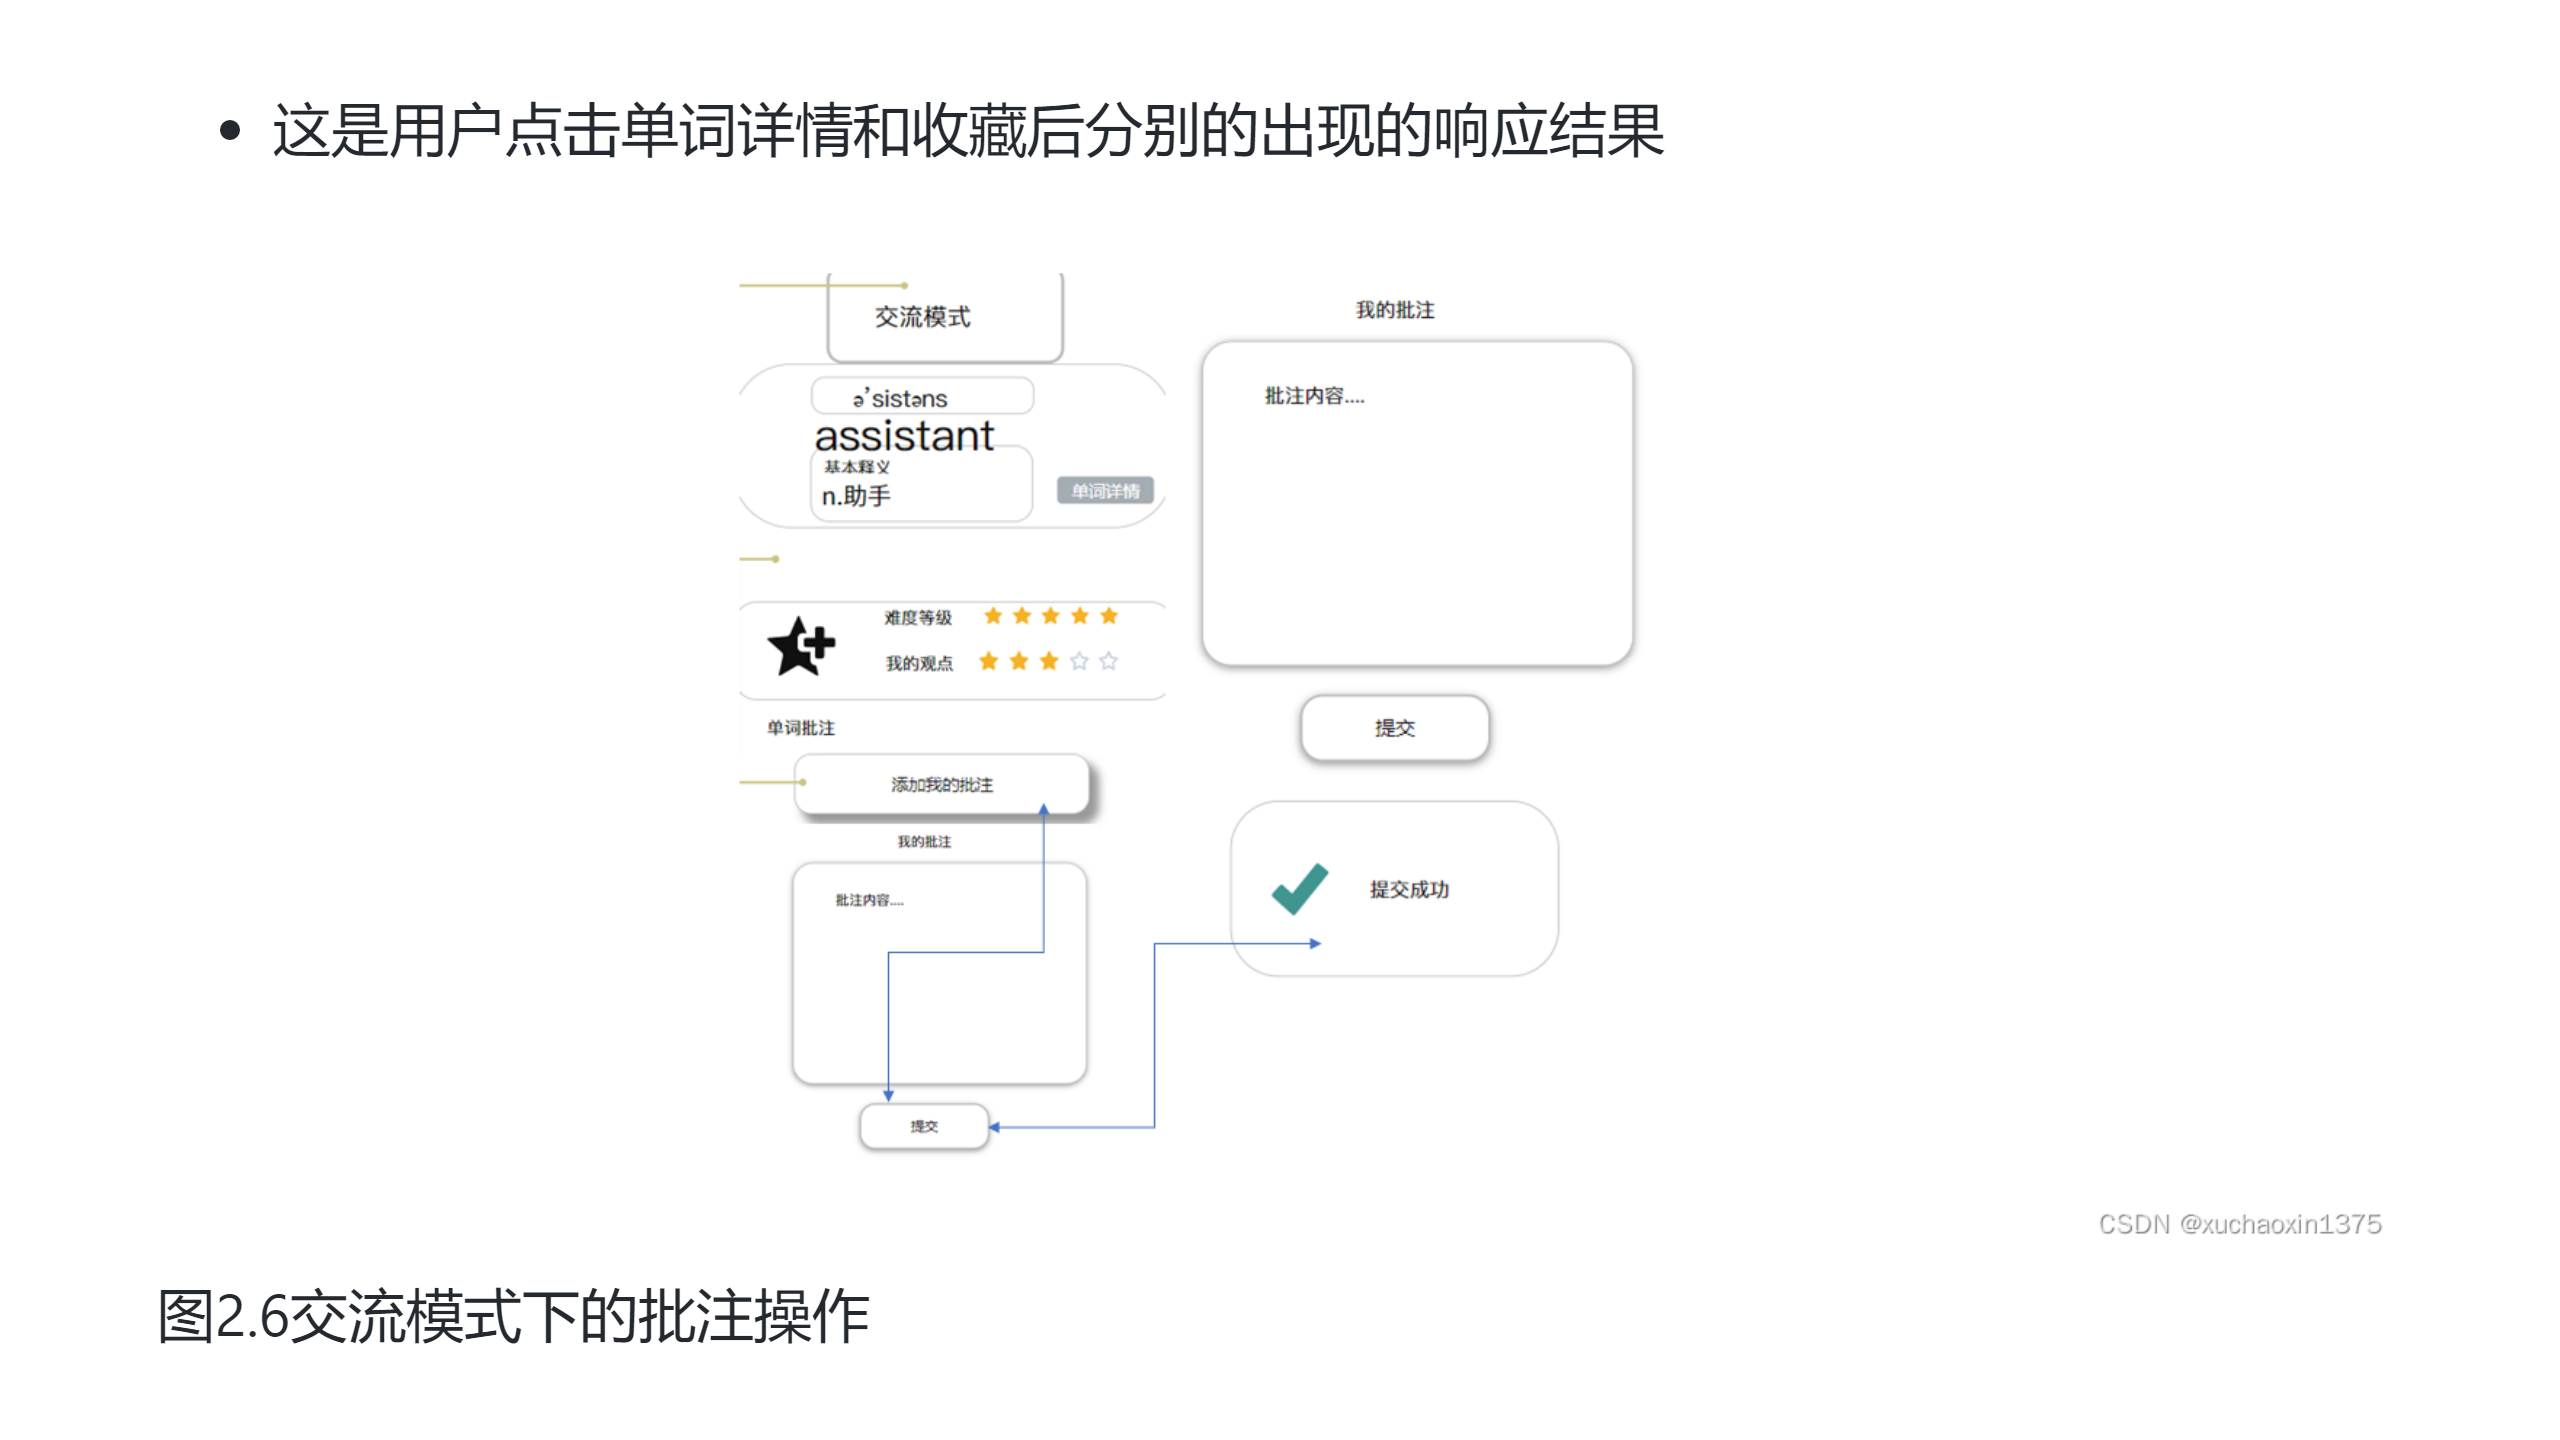 这是用户点击单词详情和收藏后分别的出现的响应结果
交流模式
ə'sistəns
assistant
基本释义
n.助手
单词详情
难度等级
我的观点
单词批注
添加我的批注
我的批注
批注内容....
提交
我的批注
批注内容....
提交
提交成功
CSDN @xuchaoxin1375
图2.6交流模式下的批注操作